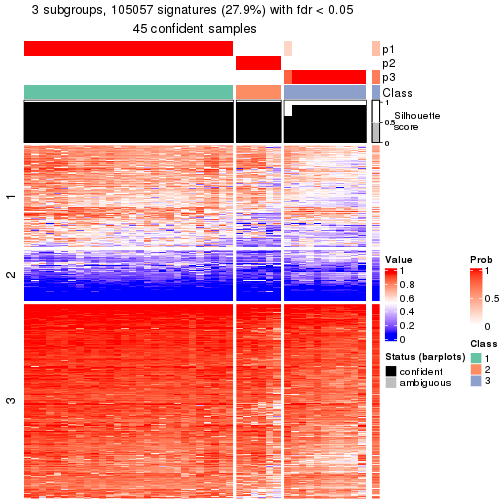 3 subgroups, 105057 signatures (27.9%) with fdr < 0.05
45 confident samples
p1
p2
p3
Class
1
0.5
0
Silhouette
score
1
2
3
Value
1
0.8
0.6
0.4
0.2
0
Status (barplots)
confident
ambiguous
Prob
1
0.5
0
Class
1
2
3